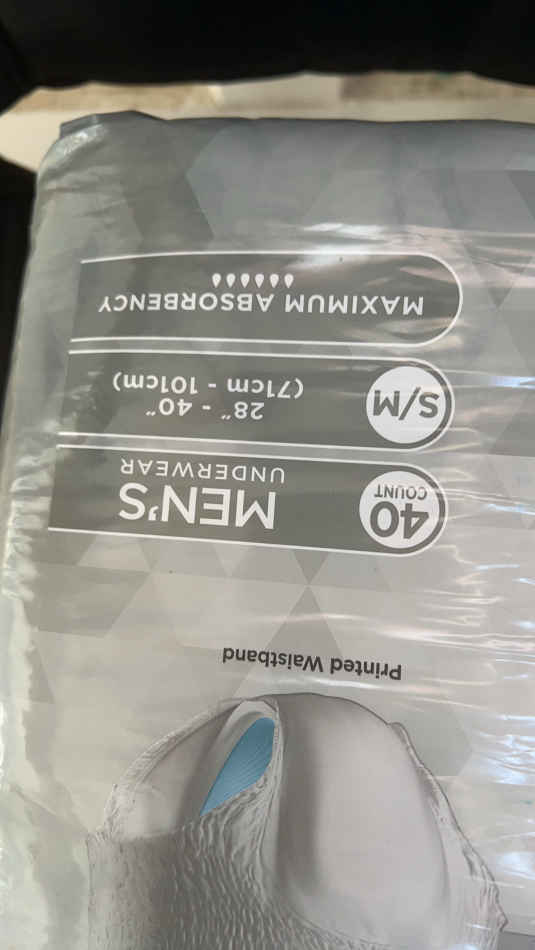 Printed Waistband
40
COUNT
MEN'S
UNDERWEAR
S/M
28" - 40"
(71cm - 101cm)
MAXIMUM ABSORBENCY